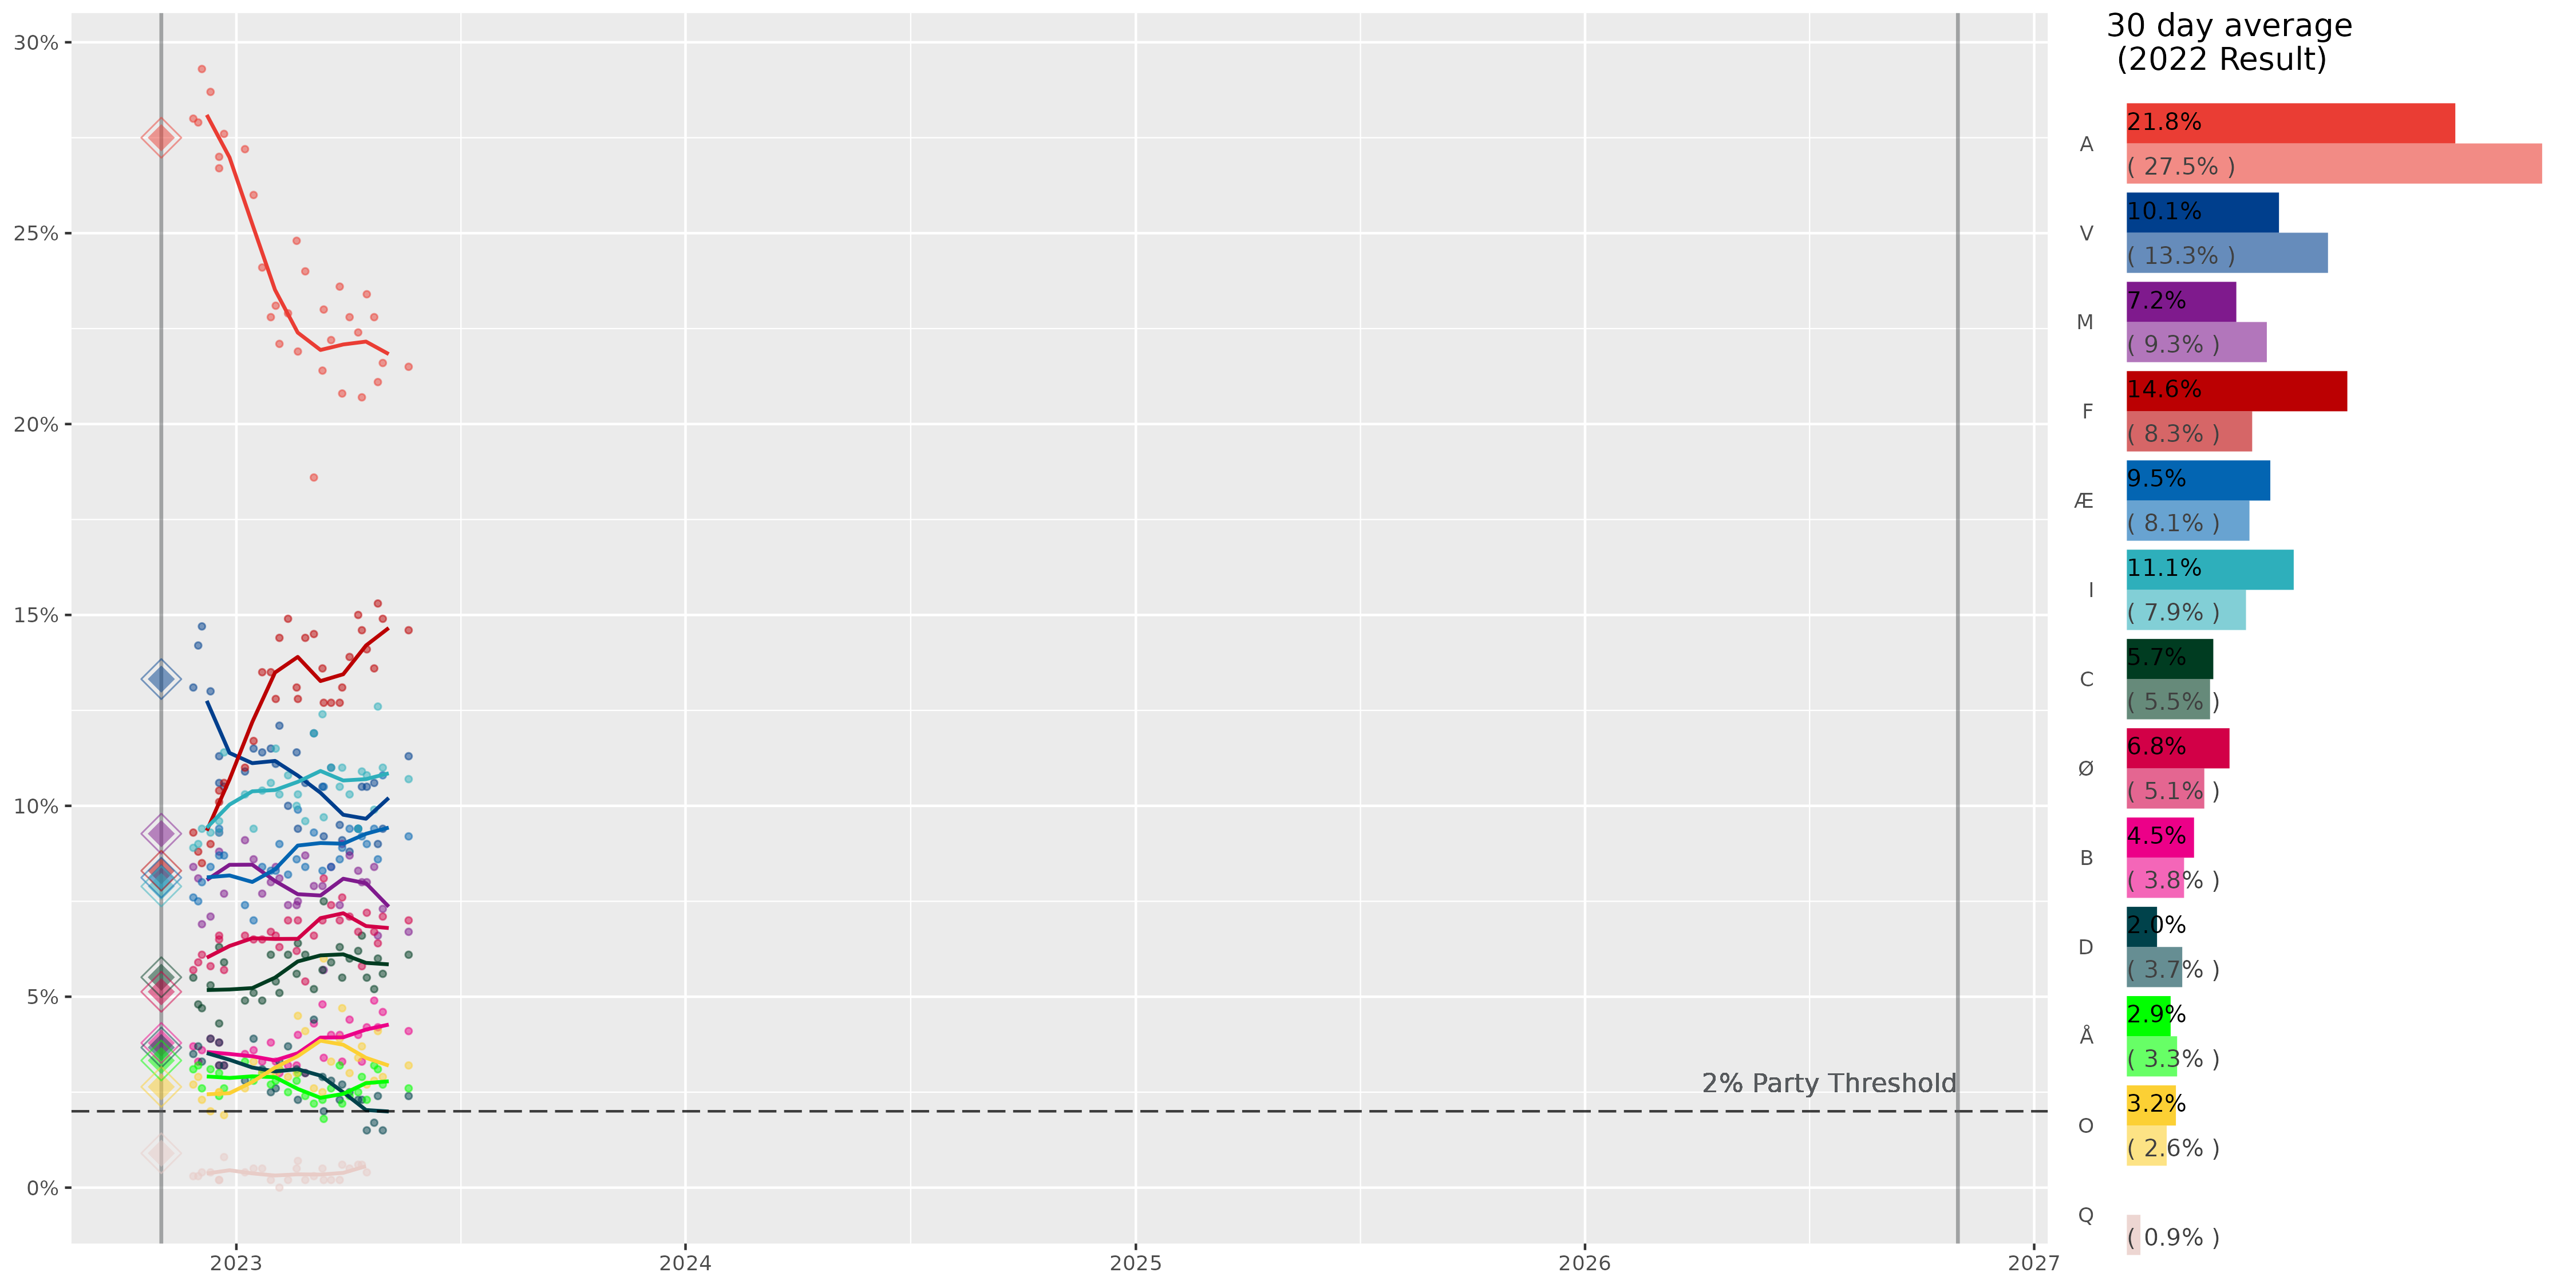 30%
25%
20%
15%
10%
5%
0%
2023
2024
2025
2026
2027
2% Party Threshold
30 day average
(2022 Result)
A
21.8%
( 27.5% )
V
10.1%
( 13.3% )
M
7.2%
( 9.3% )
F
14.6%
( 8.3% )
Æ
9.5%
( 8.1% )
I
11.1%
( 7.9% )
C
5.7%
( 5.5% )
Ø
6.8%
( 5.1% )
B
4.5%
( 3.8% )
D
2.0%
( 3.7% )
Å
2.9%
( 3.3% )
O
3.2%
( 2.6% )
Q
( 0.9% )